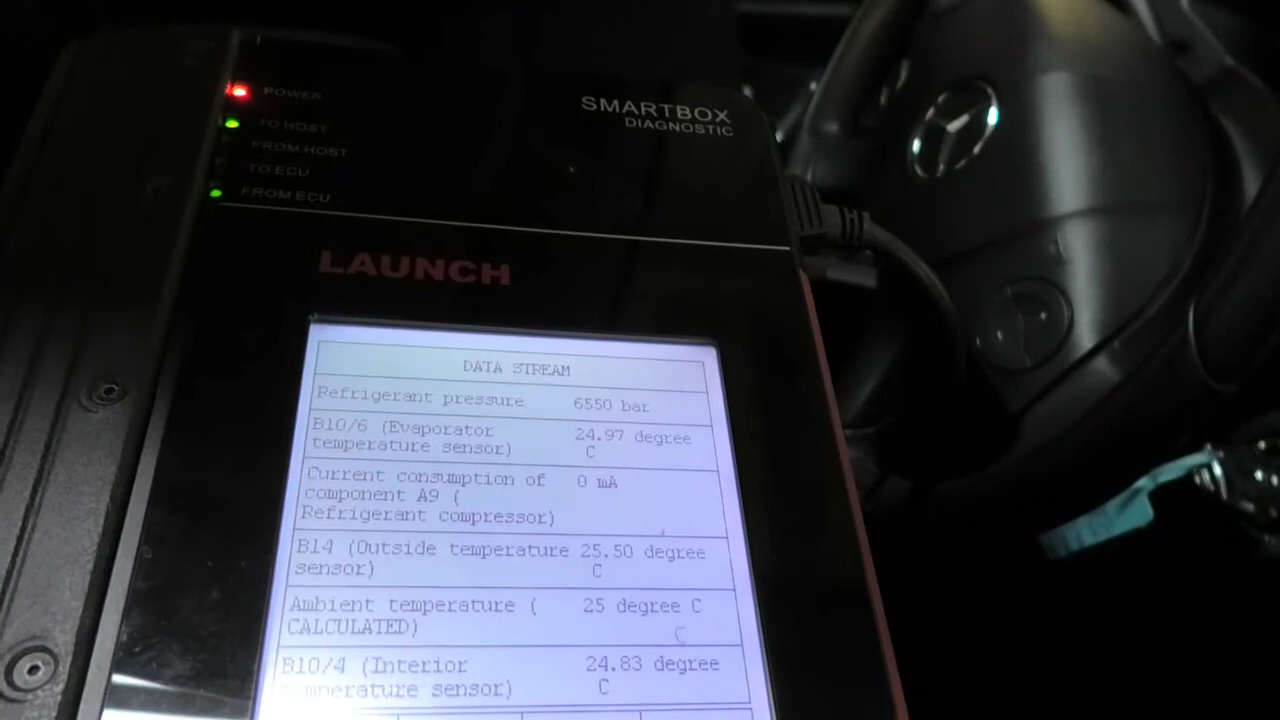 POWER
SMARTBOX
DIAGNOSTIC
TO HOST
FROM HOST
TO ECU
FROM ECU
LAUNCH
DATA STREAM
Refrigerant pressure 6550 bar
B10/6 (Evaporator 24.97 degree
temperature sensor) C
Current consumption of 0 mA
component A9 (
Refrigerant compressor)
B14 (Outside temperature 25.50 degree
sensor) C
Ambient temperature ( 25 degree C
CALCULATED)
B10/4 (Interior 24.83 degree
temperature sensor) C